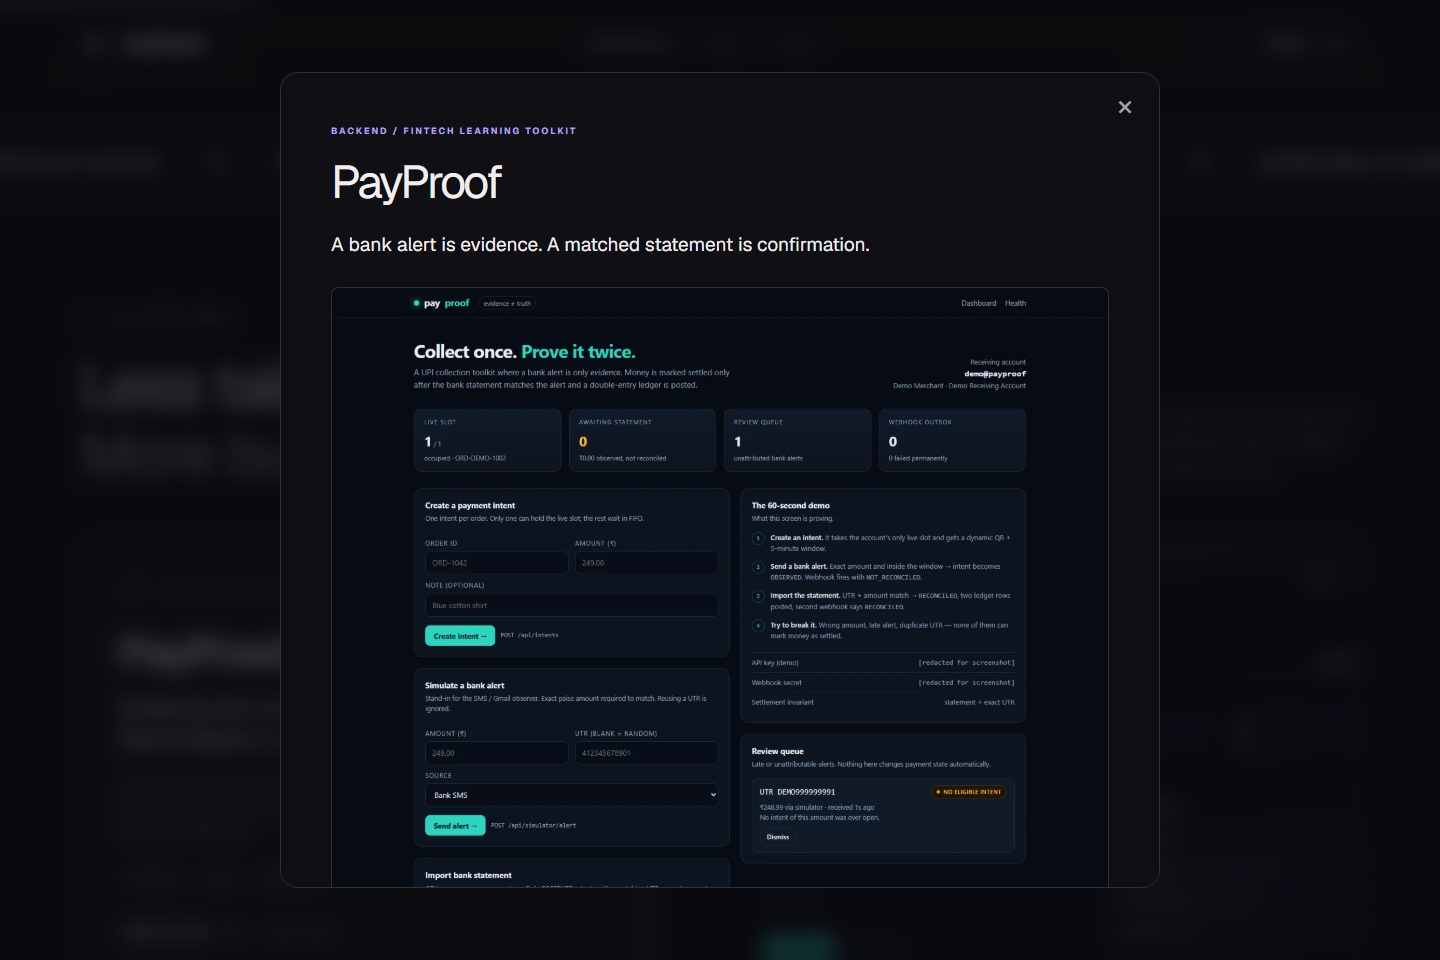 BACKEND / FINTECH LEARNING TOOLKIT
PayProof
A bank alert is evidence. A matched statement is confirmation.
pay proof
evidence ≠ truth
Dashboard Health
Collect once. Prove it twice.
A UPI collection toolkit where a bank alert is only evidence. Money is marked settled only
after the bank statement matches the alert and a double-entry ledger is posted.
Receiving account
demo@payproof
Demo Merchant · Demo Receiving Account
LIVE SLOT
1 / 1
occupied · ORD-DEMO-1002
AWAITING STATEMENT
0
₹0.00 observed, not reconciled
REVIEW QUEUE
1
unattributed bank alerts
WEBHOOK OUTBOX
0
0 failed permanently
Create a payment intent
One intent per order. Only one can hold the live slot; the rest wait in FIFO.
ORDER ID
AMOUNT (₹)
ORD-1042
249.00
NOTE (OPTIONAL)
Blue cotton shirt
Create intent →
POST /api/intents
Simulate a bank alert
Stand-in for the SMS / Gmail observer. Exact paise amount required to match. Reusing a UTR is
ignored.
AMOUNT (₹)
UTR (BLANK = RANDOM)
249.00
412345678901
SOURCE
Bank SMS
Send alert →
POST /api/simulator/alert
Import bank statement
The 60-second demo
What this screen is proving.
1 Create an intent. It takes the account's only live slot and gets a dynamic QR +
5-minute window.
2 Send a bank alert. Exact amount and inside the window → intent becomes
OBSERVED. Webhook fires with NOT_RECONCILED.
3 Import the statement. UTR + amount match → RECONCILED, two ledger rows
posted, second webhook says RECONCILED.
4 Try to break it. Wrong amount, late alert, duplicate UTR — none of them can
mark money as settled.
API key (demo) [redacted for screenshot]
Webhook secret [redacted for screenshot]
Settlement invariant statement + exact UTR
Review queue
Late or unattributable alerts. Nothing here changes payment state automatically.
UTR DEMO999999991
NO ELIGIBLE INTENT
₹248.99 via simulator · received 1s ago
No intent of this amount was ever open.
Dismiss